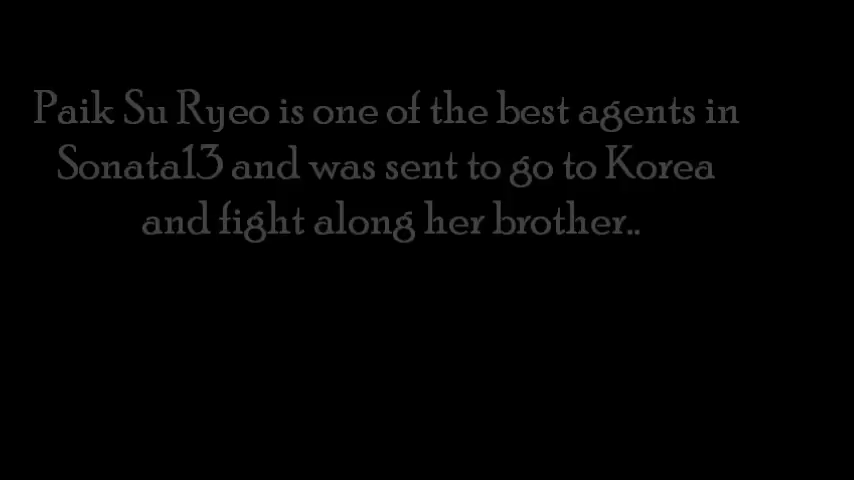 Paik Su Ryeo is one of the best agents in
Sonata13 and was sent to go to Korea
and fight along her brother..